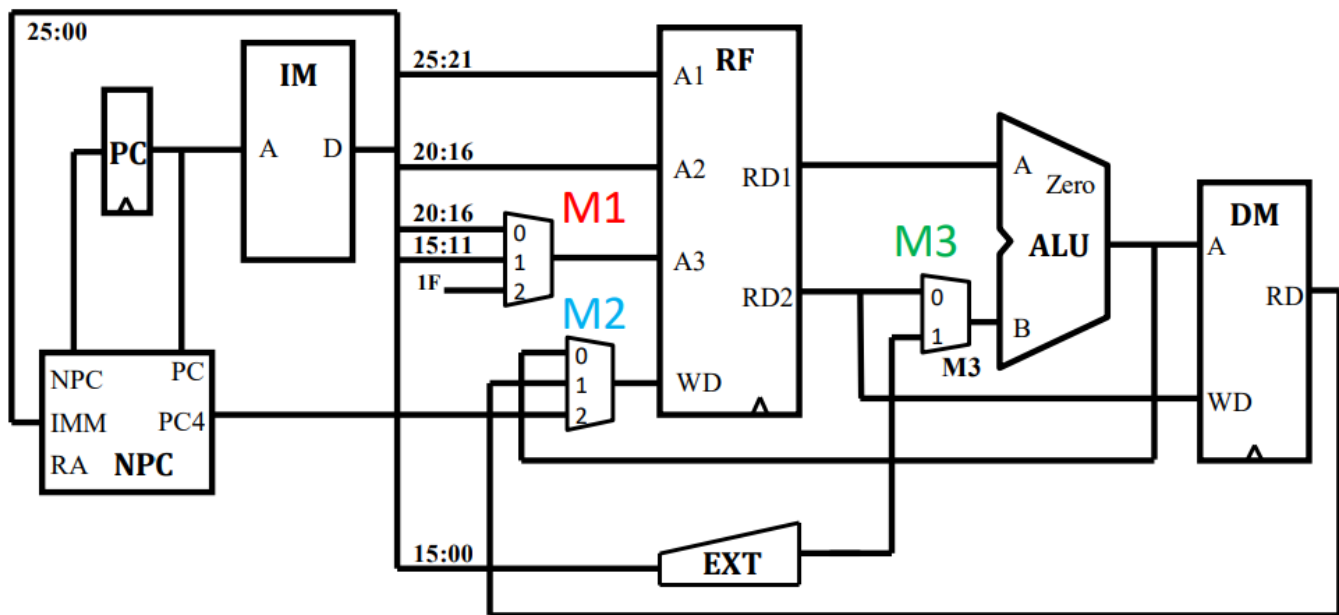 25:00
IM
A
D
PC
NPC
PC
IMM
PC4
RA
NPC
25:21
20:16
20:16
15:11
1F
0
1
2
M1
M2
0
1
2
RF
A1
A2
RD1
A3
RD2
WD
M3
0
1
M3
A
Zero
ALU
B
DM
A
RD
WD
15:00
EXT